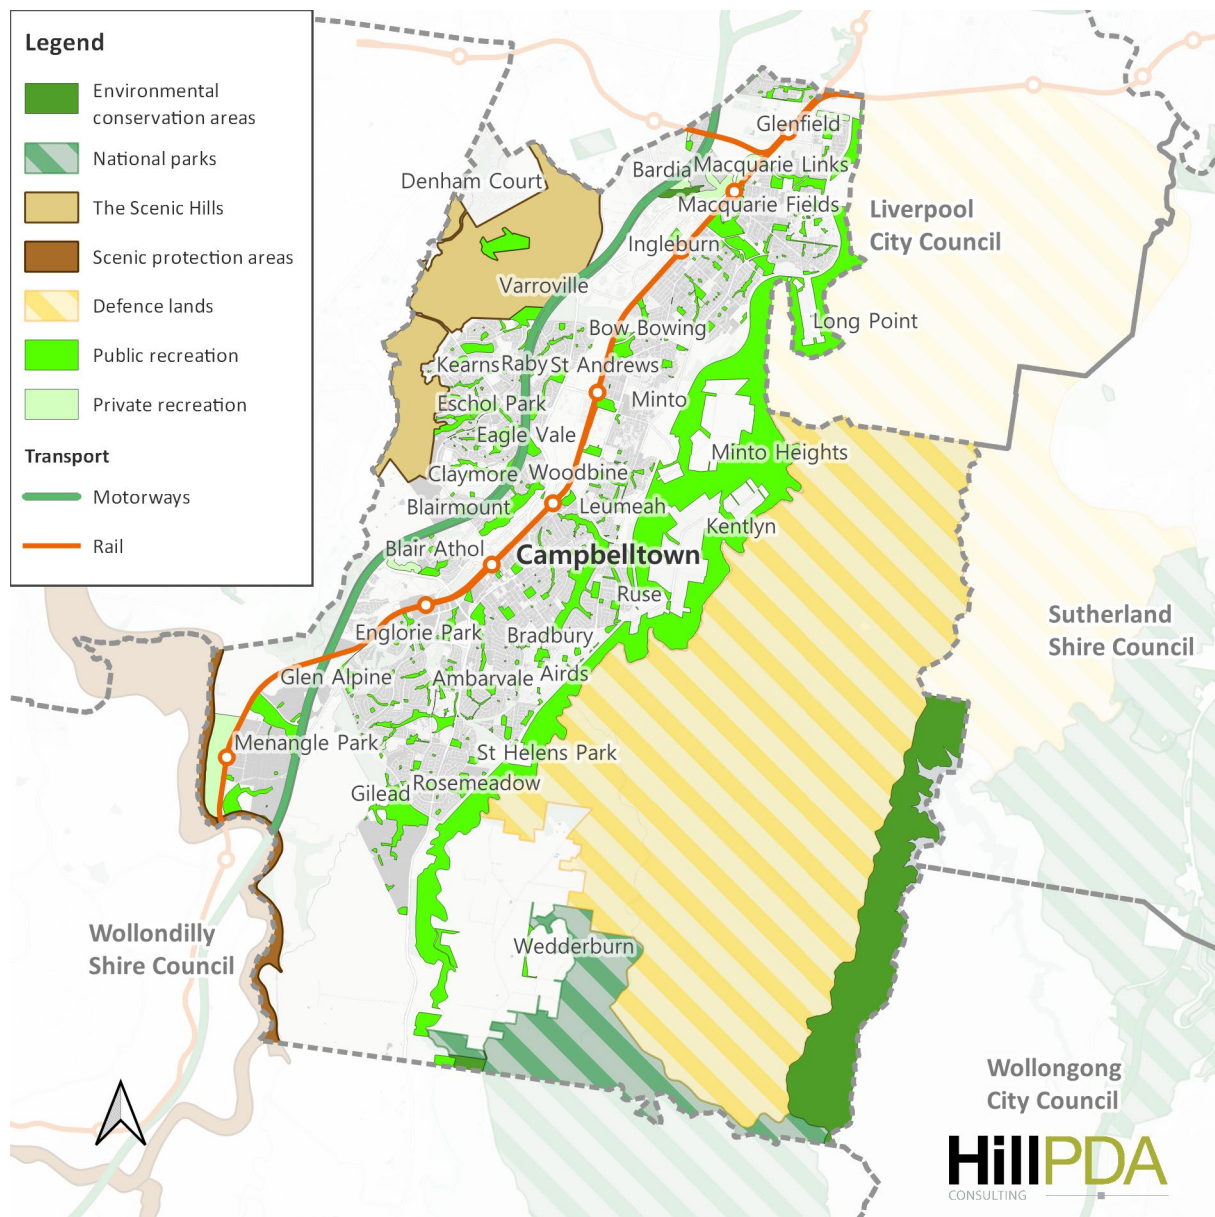 Legend
Environmental
conservation areas
National parks
The Scenic Hills
Scenic protection areas
Defence lands
Public recreation
Private recreation
Transport
Motorways
Rail
Glenfield
Bardia
Macquarie Links
Denham Court
Macquarie Fields
Liverpool
City Council
Ingleburn
Varroville
Long Point
Bow Bowing
Kearns
Raby
St Andrews
Minto
Eschol Park
Eagle Vale
Minto Heights
Claymore
Woodbine
Blairmount
Leumeah
Kentlyn
Blair Athol
Campbelltown
Ruse
Sutherland
Shire Council
Englorie Park
Bradbury
Glen Alpine
Ambarvale
Airds
Menangle Park
St Helens Park
Gilead
Rosemeadow
Wollondilly
Shire Council
Wedderburn
Wollongong
City Council
HillPDA
CONSULTING